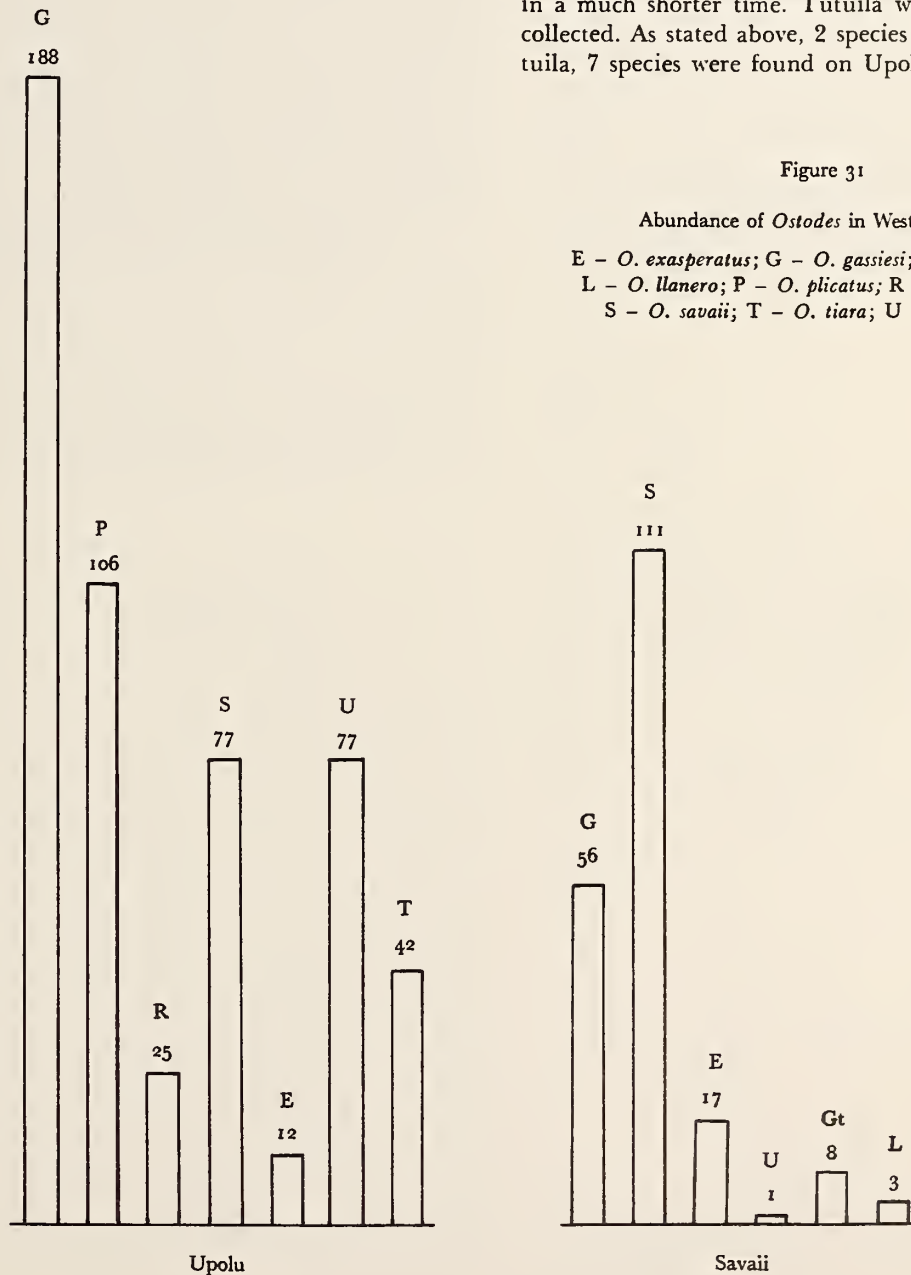 in a much shorter time. Tutuila
collected. As stated above, 2 species
tuila, 7 species were found on
Figure 31
Abundance of Ostodes in
E – O. exasperatus; G – O. gassiesi;
L – O. llanero; P – O. plicatus; R
S – O. savaii; T – O. tiara; U
G
188
P
106
R
25
S
77
E
12
U
77
T
42
Upolu
G
56
S
111
E
17
U
1
Gt
8
L
3
Savaii